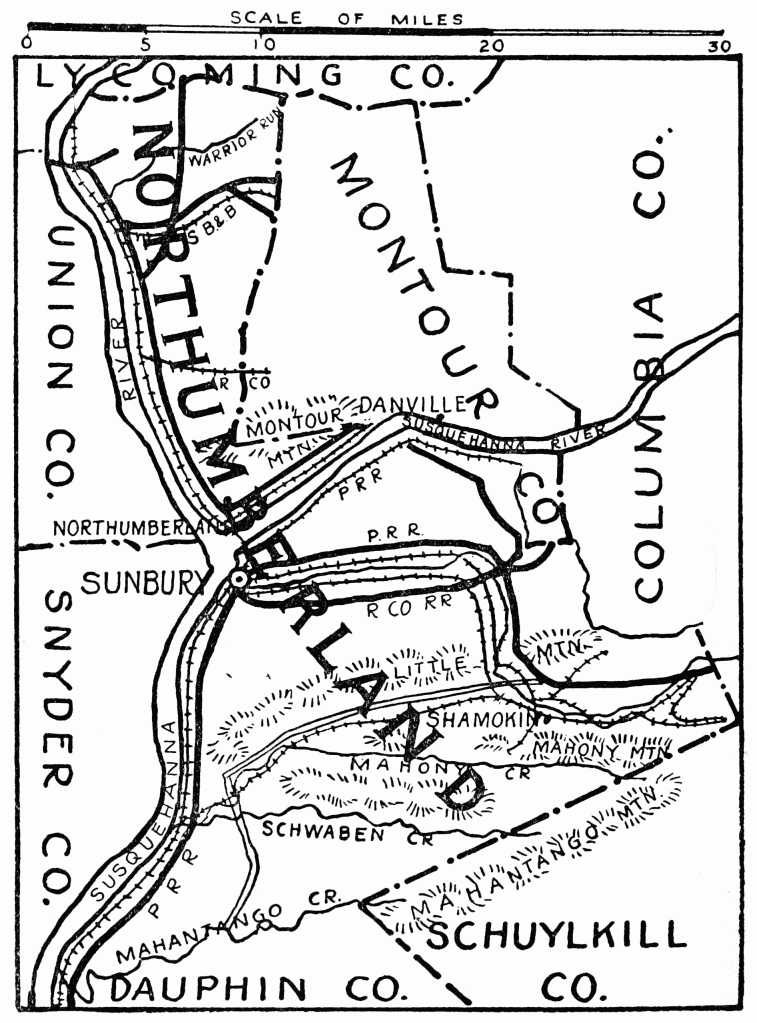 SCALE OF MILES
0 5 10 20 30
LYCOMING CO.
NORTHUMBERLAND
WARRIOR RUN
S B & B
MONTOUR
CO
COLUMBIA CO.
UNION CO.
RIVER
R CO
MONTOUR
MTN.
DANVILLE
SUSQUEHANNA RIVER
PRR
NORTHUMBERLAND
P.R.R.
SUNBURY
R CO RR
SNYDER CO.
LITTLE
MTN.
SHAMOKIN
MAHONY MTN
MAHONY CR
SCHWABEN CR
SUSQUEHANNA
PRR
MAHANTANGO CR.
MAHANTANGO MTN.
SCHUYLKILL
CO.
DAUPHIN CO.